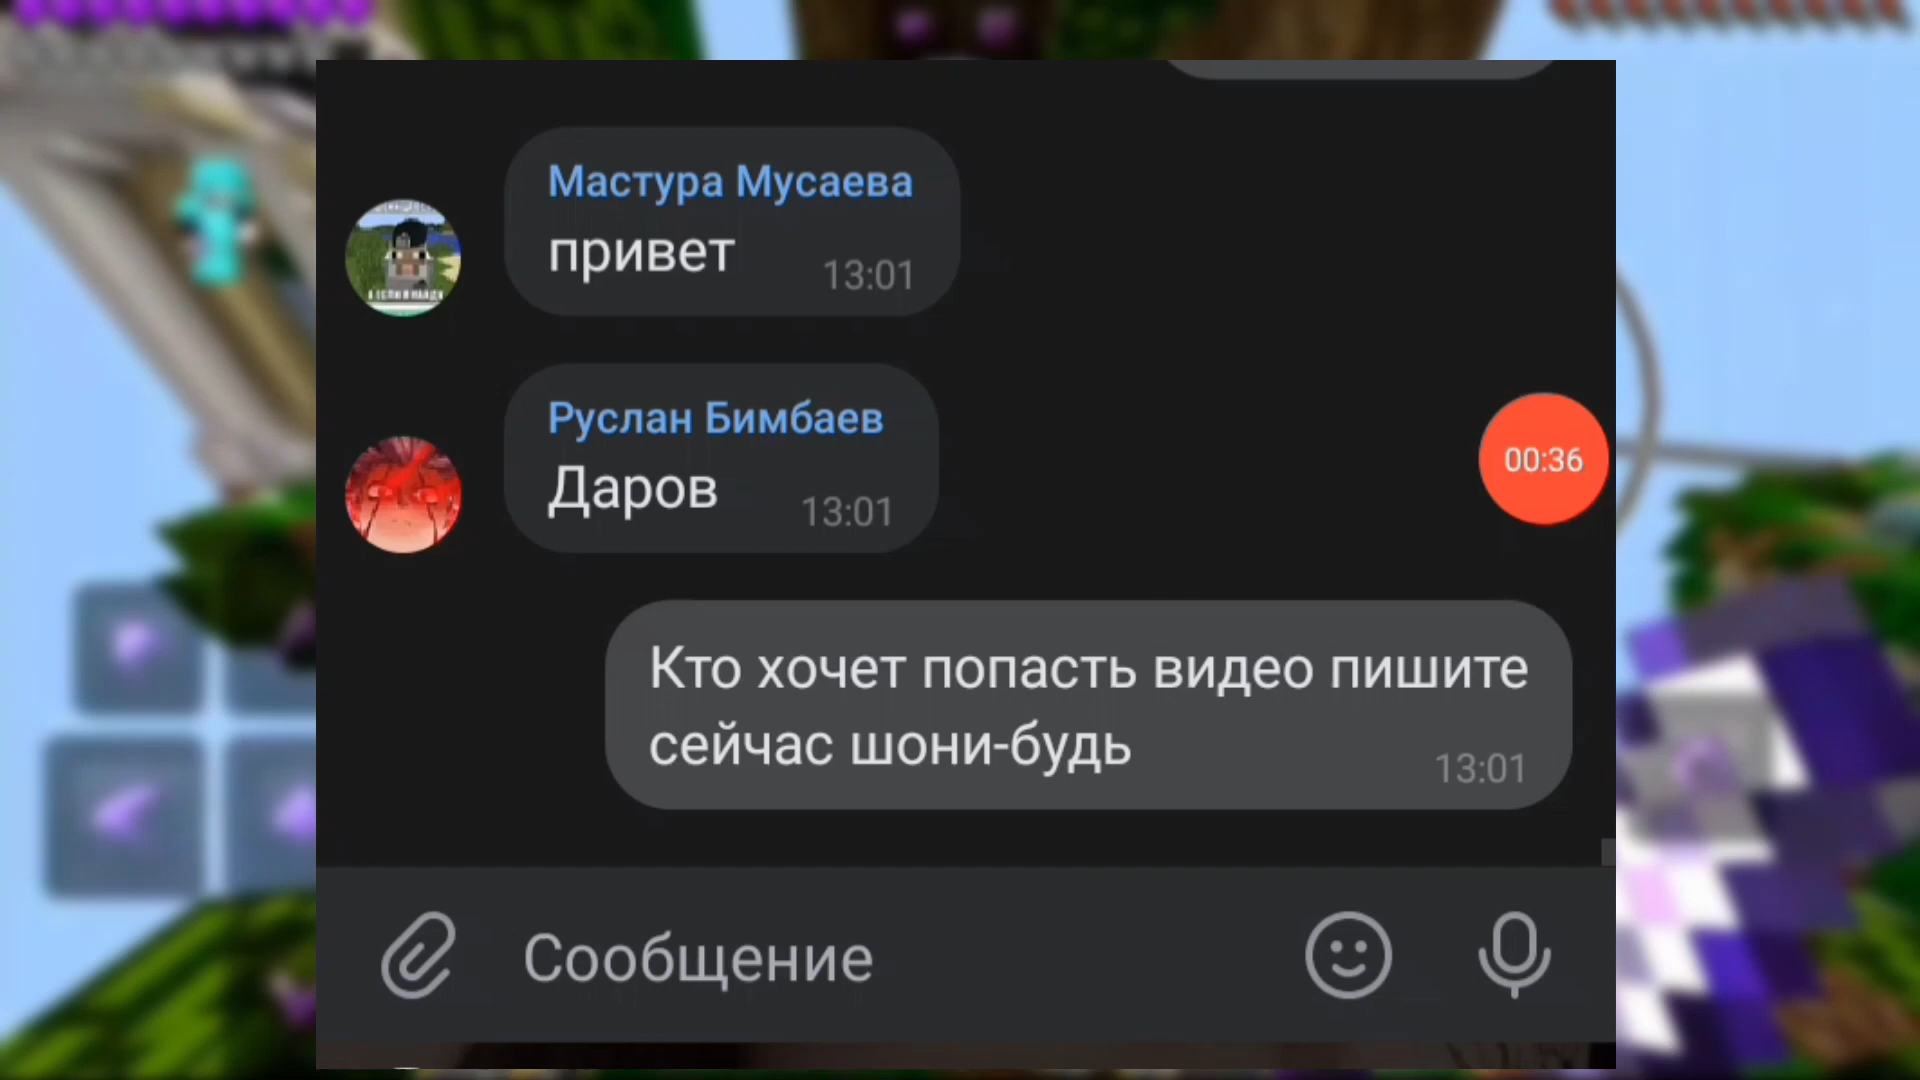 Мастура Мусаева
привет
13:01
Руслан Бимбаев
Даров
13:01
00:36
Кто хочет попасть видео пишите
сейчас шони-будь
13:01
Сообщение